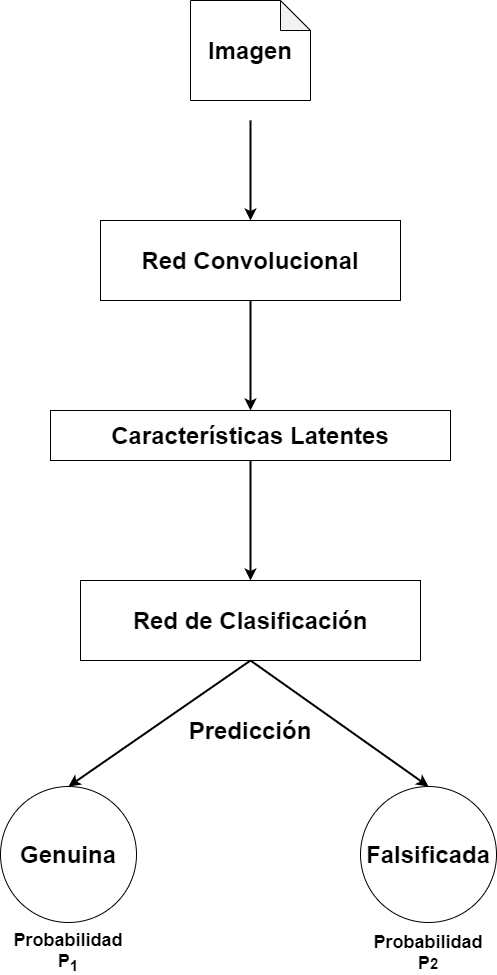 Imagen
Red Convolucional
Características Latentes
Red de Clasificación
Predicción
Genuina
Falsificada
Probabilidad
P1
Probabilidad
P2